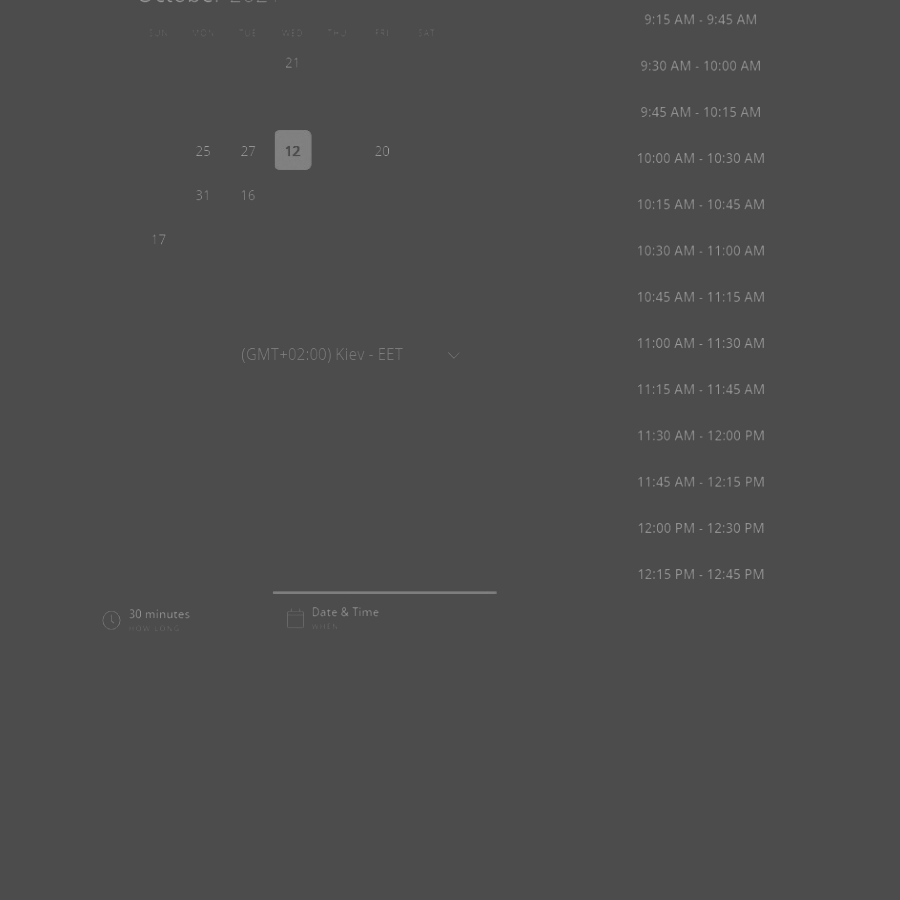 October 2021
SUN MON TUE WED THU FRI SAT
21
25 27 12 20
31 16
17
(GMT+02:00) Kiev - EET
9:15 AM - 9:45 AM
9:30 AM - 10:00 AM
9:45 AM - 10:15 AM
10:00 AM - 10:30 AM
10:15 AM - 10:45 AM
10:30 AM - 11:00 AM
10:45 AM - 11:15 AM
11:00 AM - 11:30 AM
11:15 AM - 11:45 AM
11:30 AM - 12:00 PM
11:45 AM - 12:15 PM
12:00 PM - 12:30 PM
12:15 PM - 12:45 PM
30 minutes
HOW LONG
Date & Time
WHEN